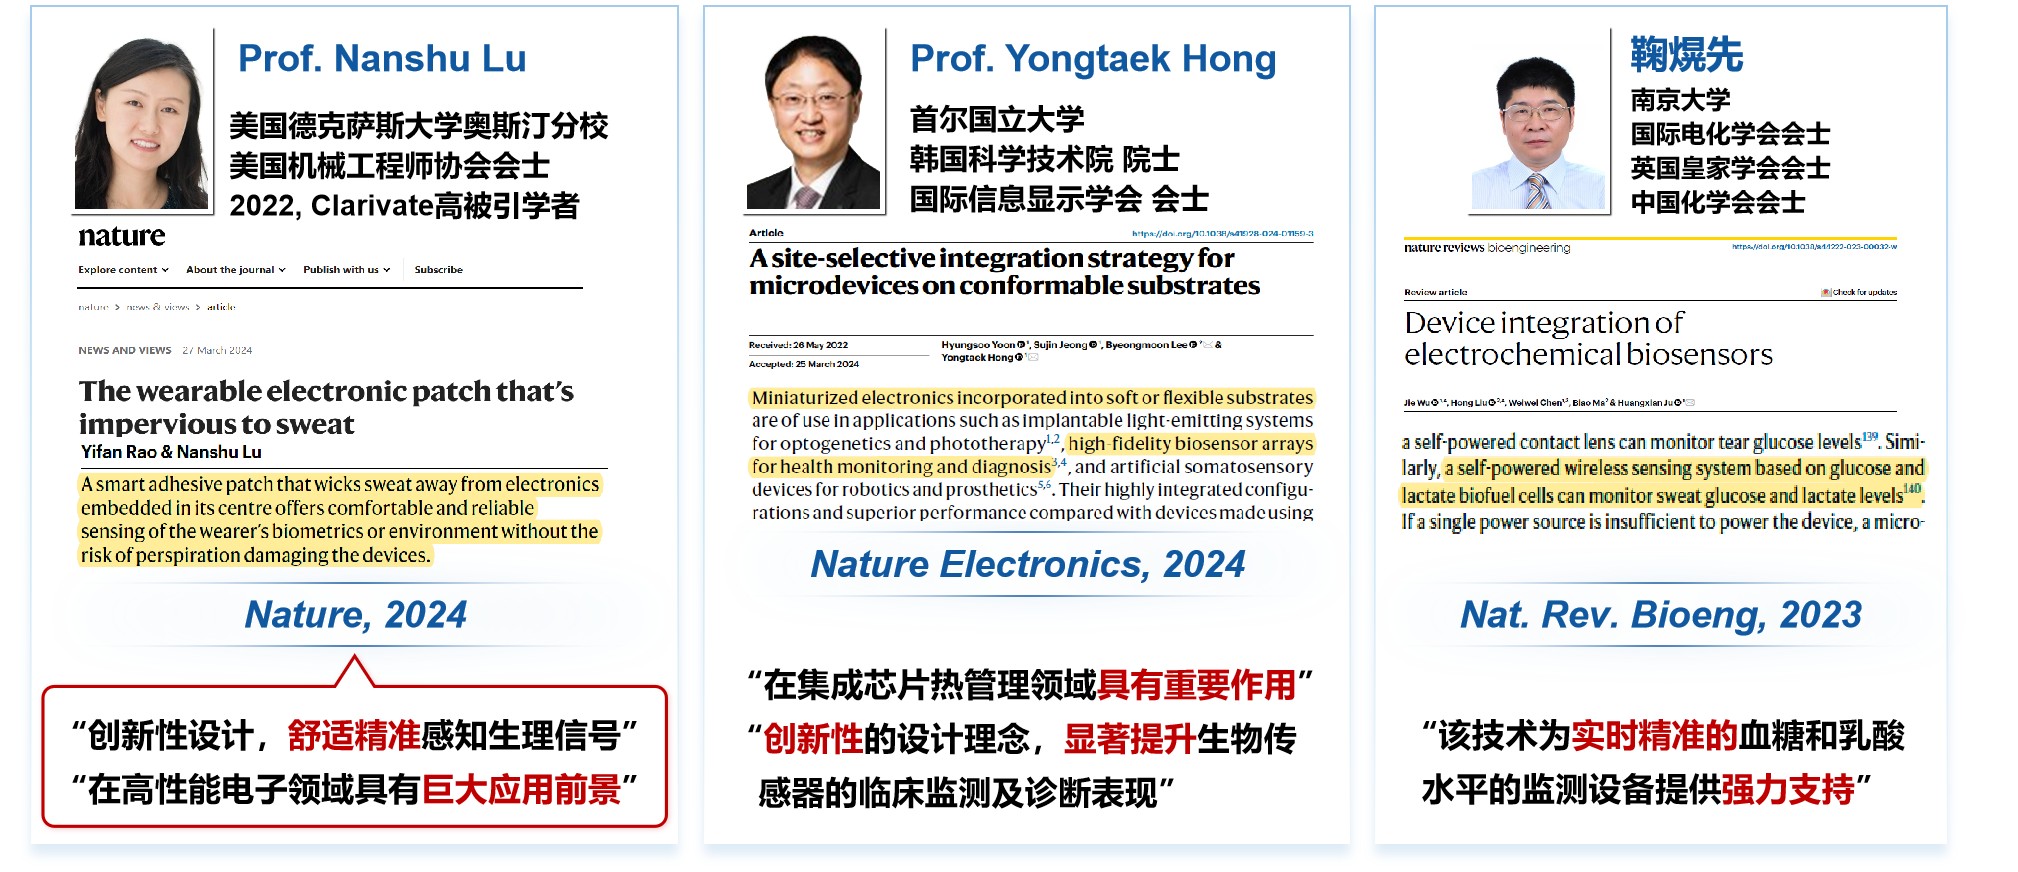 Prof. Nanshu Lu
美国德克萨斯大学奥斯汀分校
美国机械工程师协会会士
2022, Clarivate高被引学者
nature
Explore content
About the journal
Publish with us
Subscribe
nature > news & views > article
NEWS AND VIEWS 27 March 2024
The wearable electronic patch that's
impervious to sweat
Yifan Rao & Nanshu Lu
A smart adhesive patch that wicks sweat away from electronics
embedded in its centre offers comfortable and reliable
sensing of the wearer's biometrics or environment without the
risk of perspiration damaging the devices.
Nature, 2024
“创新性设计，舒适精准感知生理信号”
“在高性能电子领域具有巨大应用前景”
Prof. Yongtaek Hong
首尔国立大学
韩国科学技术院 院士
国际信息显示学会 会士
Article https://doi.org/10.1038/s41928-024-01159-3
A site-selective integration strategy for
microdevices on conformable substrates
Received: 26 May 2022
Accepted: 25 March 2024
Hyungsoo Yoon 1, Sujin Jeong 1, Byeongmoon Lee 2 &
Yongtaek Hong 1
Miniaturized electronics incorporated into soft or flexible substrates
are of use in applications such as implantable light-emitting systems
for optogenetics and phototherapy1,2, high-fidelity biosensor arrays
for health monitoring and diagnosis3,4, and artificial somatosensory
devices for robotics and prosthetics5,6. Their highly integrated configu-
rations and superior performance compared with devices made using
Nature Electronics, 2024
“在集成芯片热管理领域具有重要作用”
“创新性的设计理念，显著提升生物传
感器的临床监测及诊断表现”
鞠熀先
南京大学
国际电化学会会士
英国皇家学会会士
中国化学会会士
nature reviews bioengineering https://doi.org/10.1038/s44222-023-00032-w
Review article Check for updates
Device integration of
electrochemical biosensors
Jie Wu, Hong Liu, Weiwei Chen, Biao Ma & Huangxian Ju
a self-powered contact lens can monitor tear glucose levels139. Simi-
larly, a self-powered wireless sensing system based on glucose and
lactate biofuel cells can monitor sweat glucose and lactate levels140.
If a single power source is insufficient to power the device, a micro-
Nat. Rev. Bioeng, 2023
“该技术为实时精准的血糖和乳酸
水平的监测设备提供强力支持”